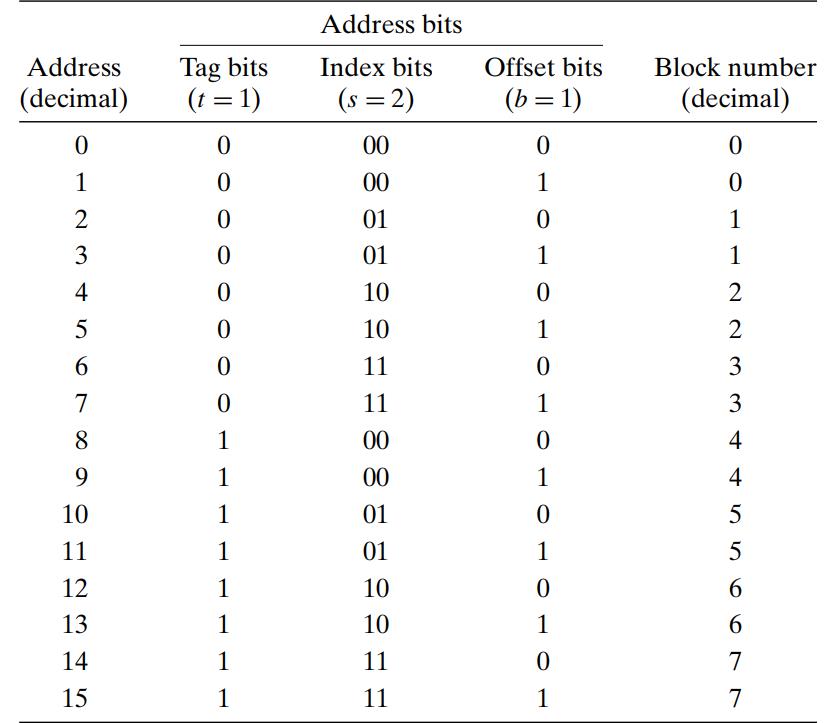 Address bits
Address Tag bits Index bits Offset bits Block number
(decimal) (t = 1) (s = 2) (b = 1) (decimal)
0 0 00 0 0
1 0 00 1 0
2 0 01 0 1
3 0 01 1 1
4 0 10 0 2
5 0 10 1 2
6 0 11 0 3
7 0 11 1 3
8 1 00 0 4
9 1 00 1 4
10 1 01 0 5
11 1 01 1 5
12 1 10 0 6
13 1 10 1 6
14 1 11 0 7
15 1 11 1 7